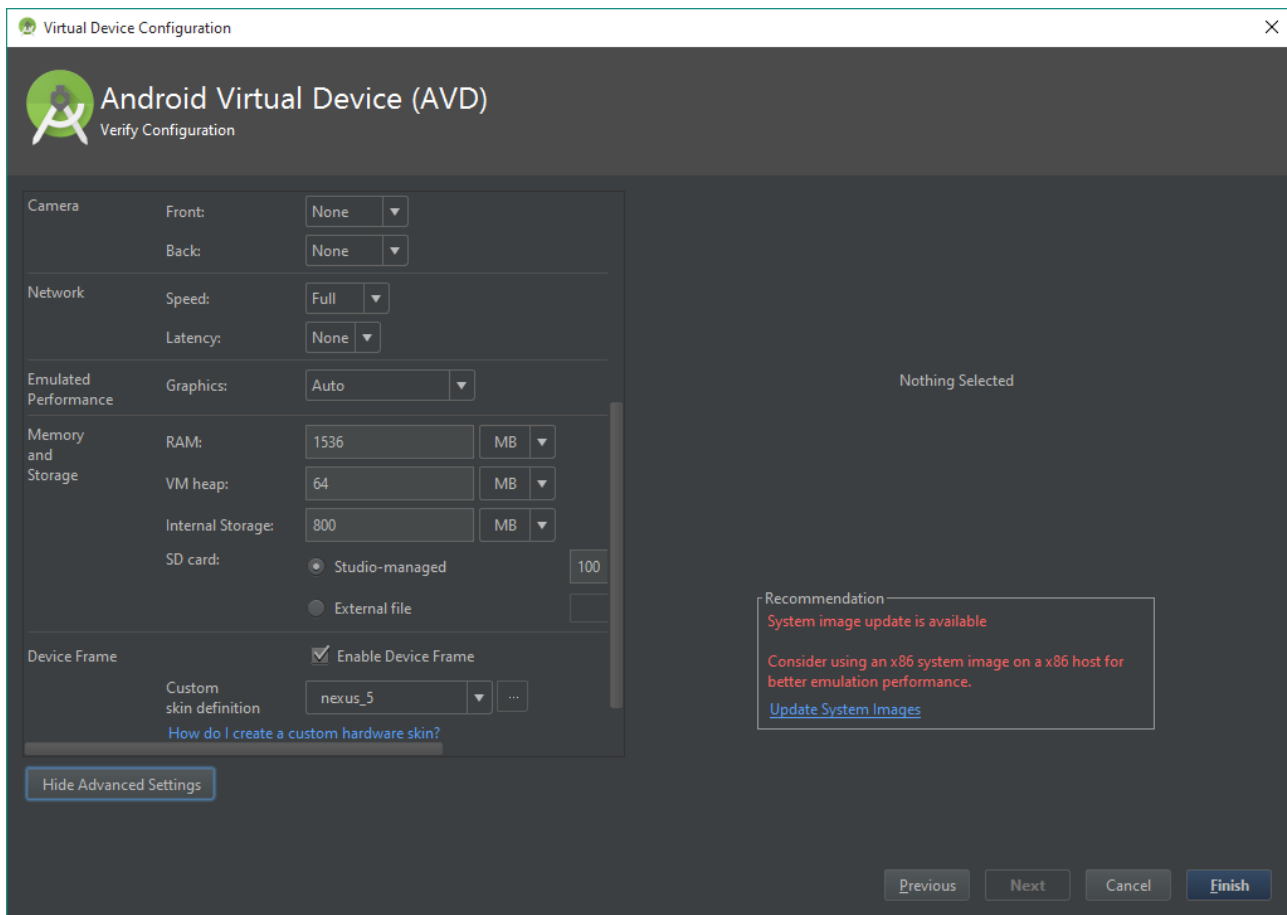 Virtual Device Configuration
Android Virtual Device (AVD)
Verify Configuration
Camera Front: None
Back: None
Network Speed: Full
Latency: None
Emulated
Performance
Graphics: Auto
Memory
and
Storage
RAM: 1536 MB
VM heap: 64 MB
Internal Storage: 800 MB
SD card: Studio-managed 100
External file
Device Frame Enable Device Frame
Custom
skin definition
nexus_5 ...
How do I create a custom hardware skin?
Hide Advanced Settings
Nothing Selected
Recommendation
System image update is available
Consider using an x86 system image on a x86 host for
better emulation performance.
Update System Images
Previous Next Cancel Finish